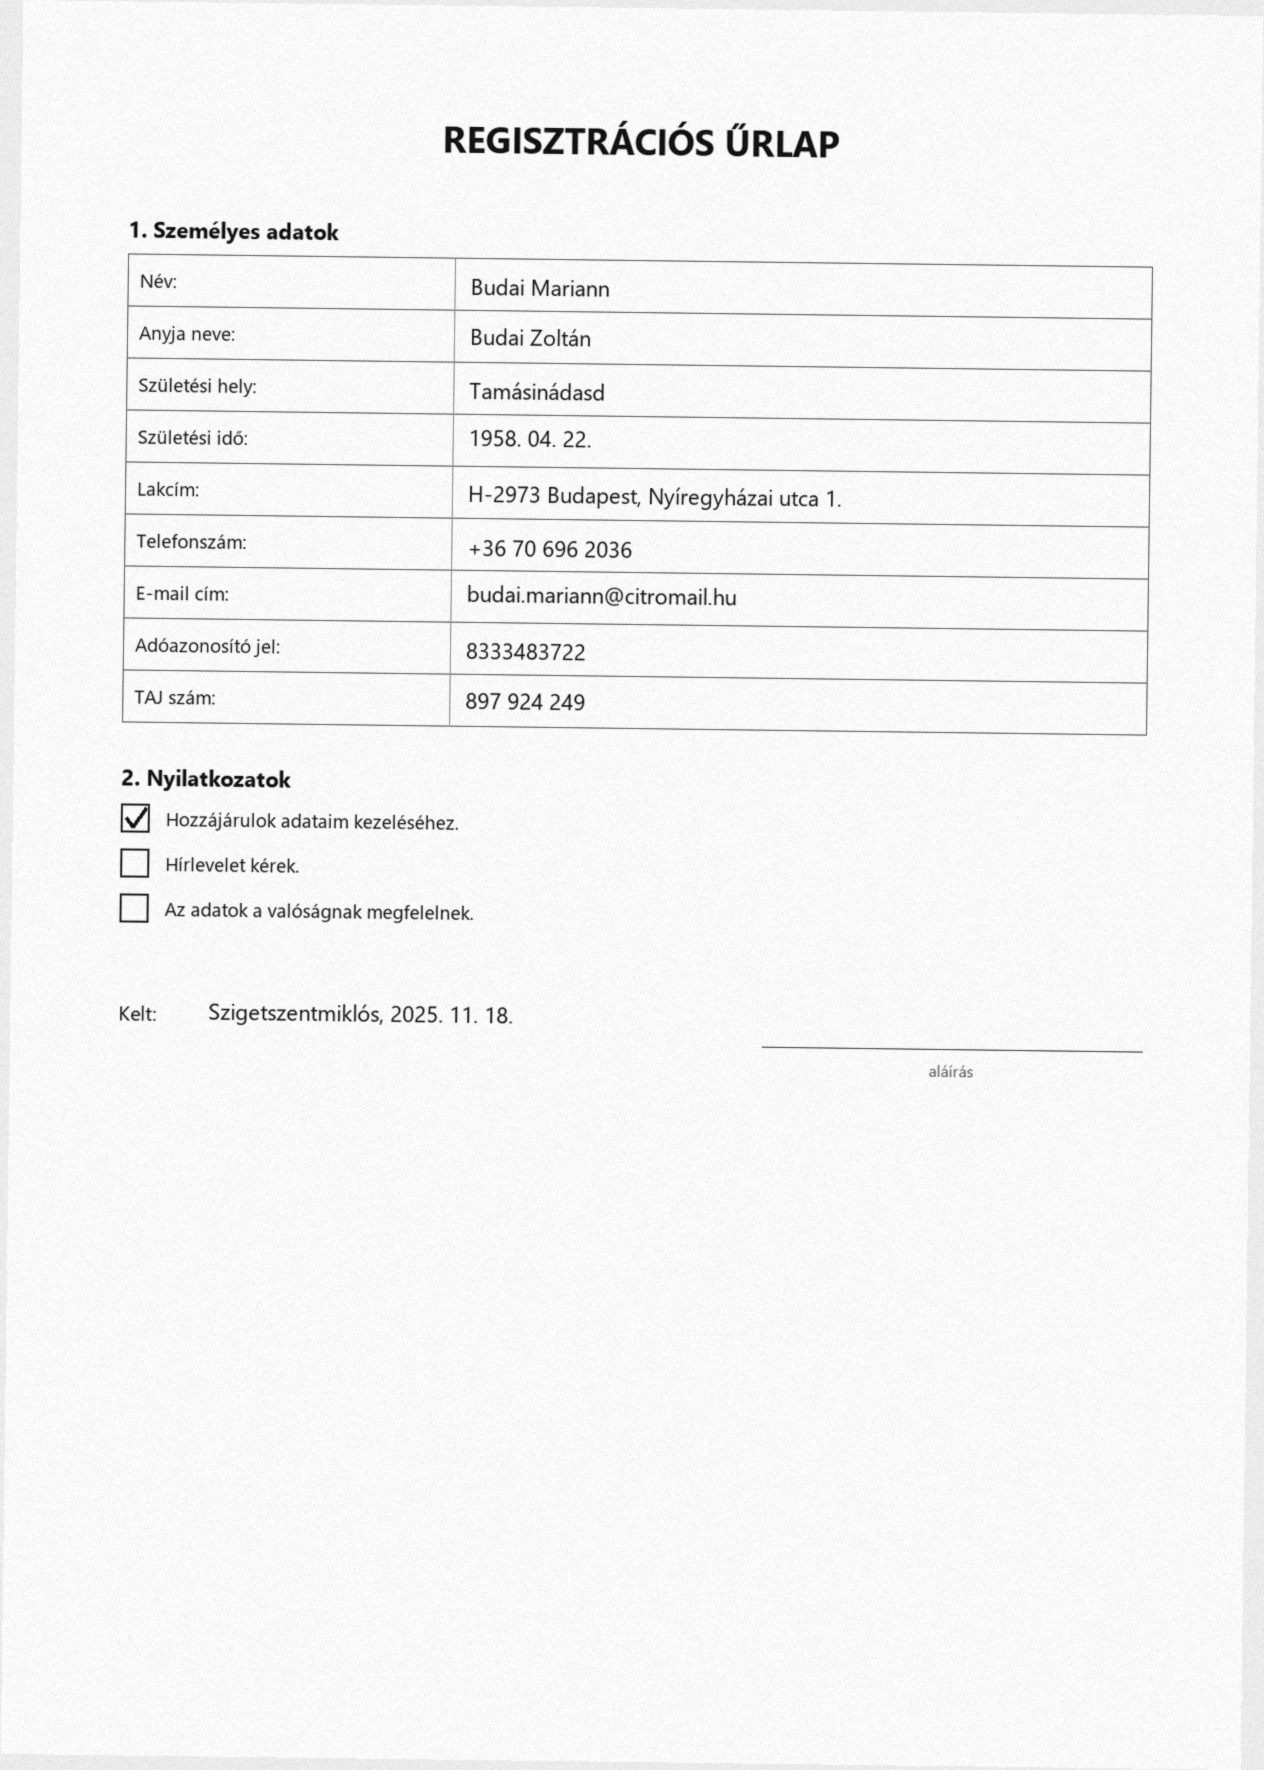 REGISZTRÁCIÓS ŰRLAP
1. Személyes adatok
Név: Budai Mariann
Anyja neve: Budai Zoltán
Születési hely: Tamásinádasd
Születési idő: 1958. 04. 22.
Lakcím: H-2973 Budapest, Nyíregyházai utca 1.
Telefonszám: +36 70 696 2036
E-mail cím: budai.mariann@citromail.hu
Adóazonosító jel: 8333483722
TAJ szám: 897 924 249
2. Nyilatkozatok
Hozzájárulok adataim kezeléséhez.
Hírlevelet kérek.
Az adatok a valóságnak megfelelnek.
Kelt: Szigetszentmiklós, 2025. 11. 18.
aláírás